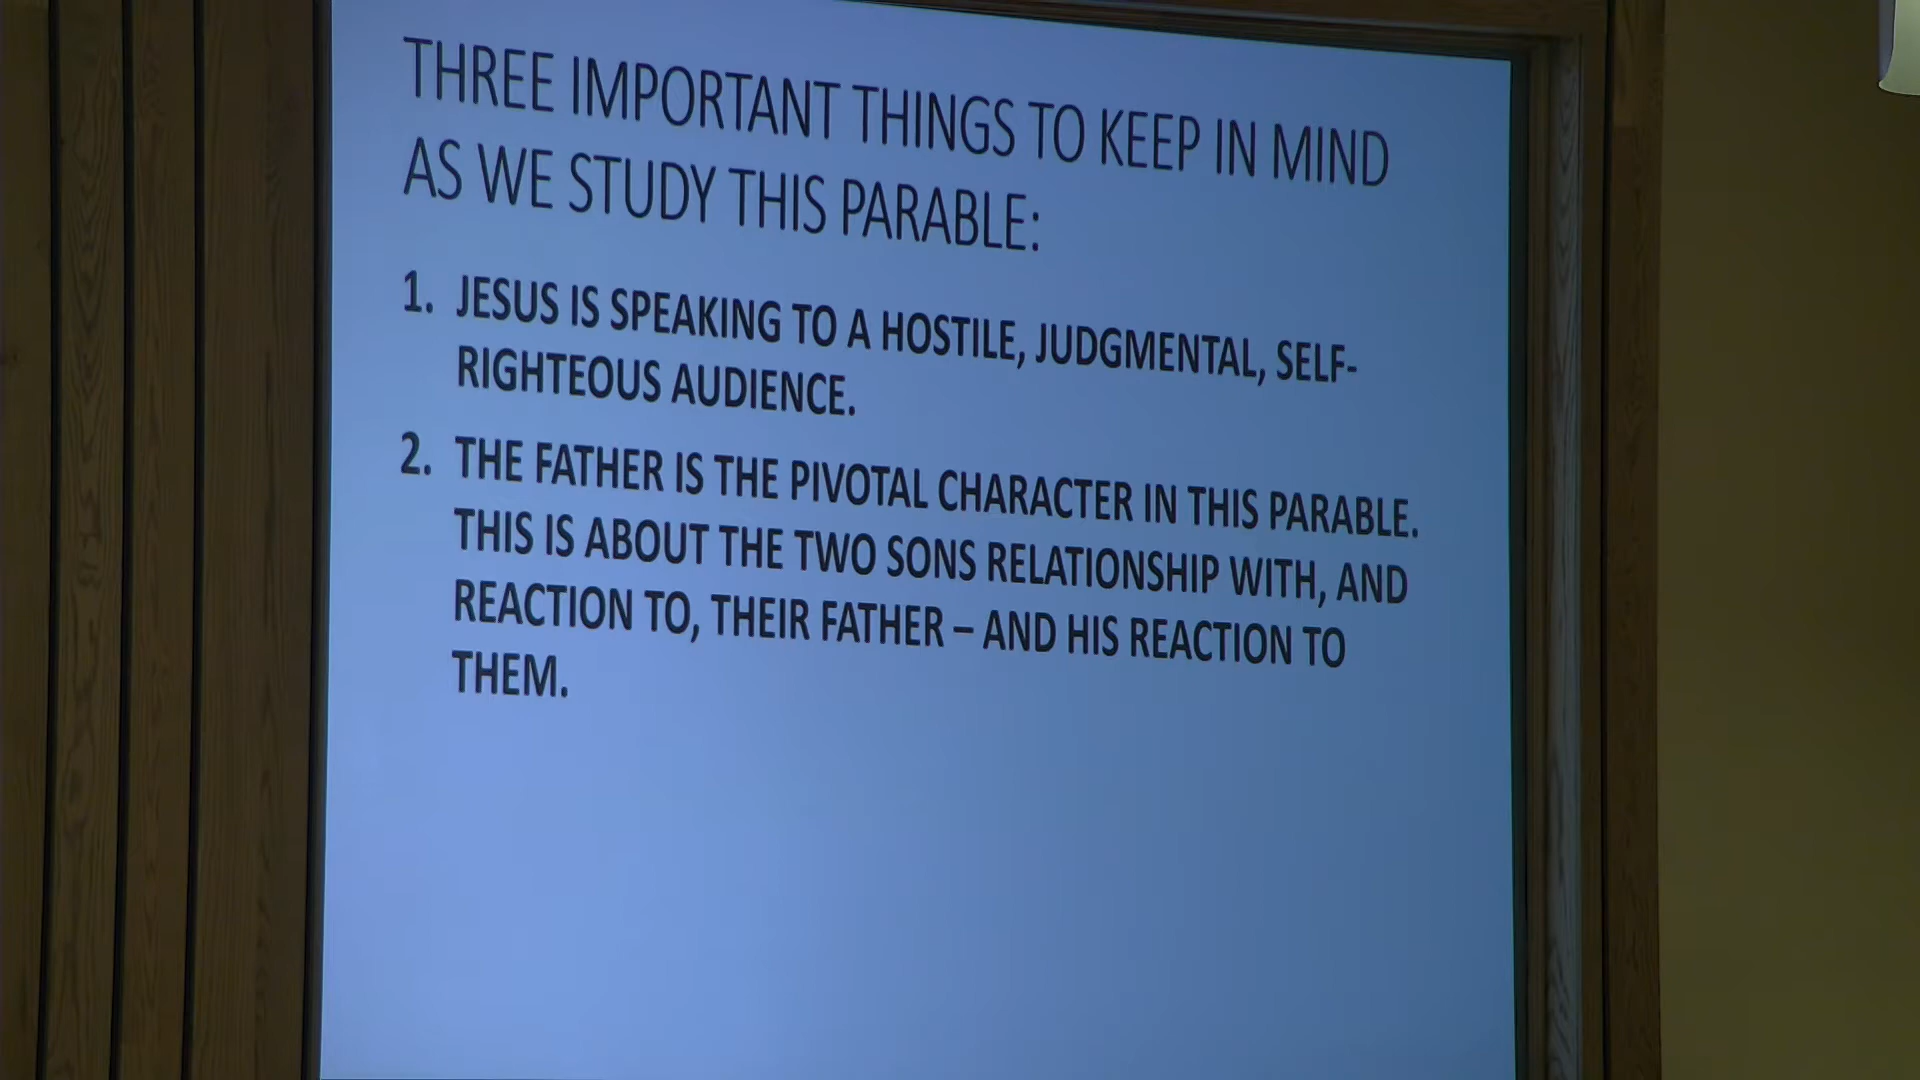 THREE IMPORTANT THINGS TO KEEP IN MIND
AS WE STUDY THIS PARABLE:
1. JESUS IS SPEAKING TO A HOSTILE, JUDGMENTAL, SELF-
RIGHTEOUS AUDIENCE.
2. THE FATHER IS THE PIVOTAL CHARACTER IN THIS PARABLE.
THIS IS ABOUT THE TWO SONS RELATIONSHIP WITH, AND
REACTION TO, THEIR FATHER – AND HIS REACTION TO
THEM.